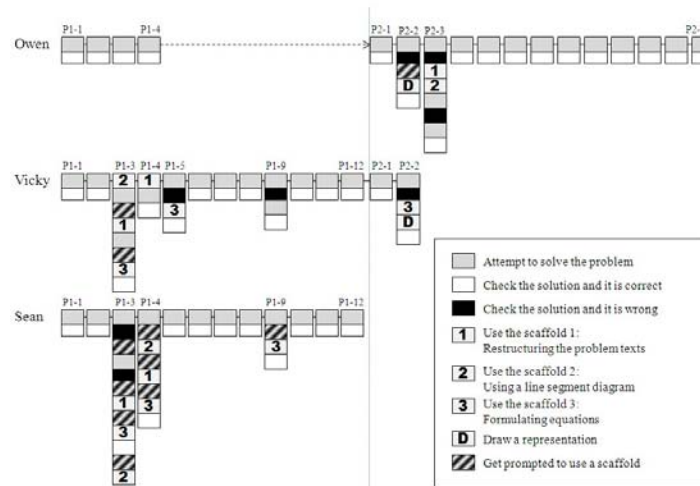 P1-1 P1-4 P2-1 P2-2 P2-3
Owen
D 1
2
P1-1 P1-3 P1-4 P1-5 P1-9 P1-12 P2-1 P2-2
Vicky 2 1
3 3
1 D
3
P1-1 P1-3 P1-4 P1-9 P1-12
Sean
2 3
1 1
3 3
2
Attempt to solve the problem
Check the solution and it is correct
Check the solution and it is wrong
1 Use the scaffold 1:
Restructuring the problem texts
2 Use the scaffold 2:
Using a line segment diagram
3 Use the scaffold 3:
Formulating equations
D Draw a representation
Get prompted to use a scaffold